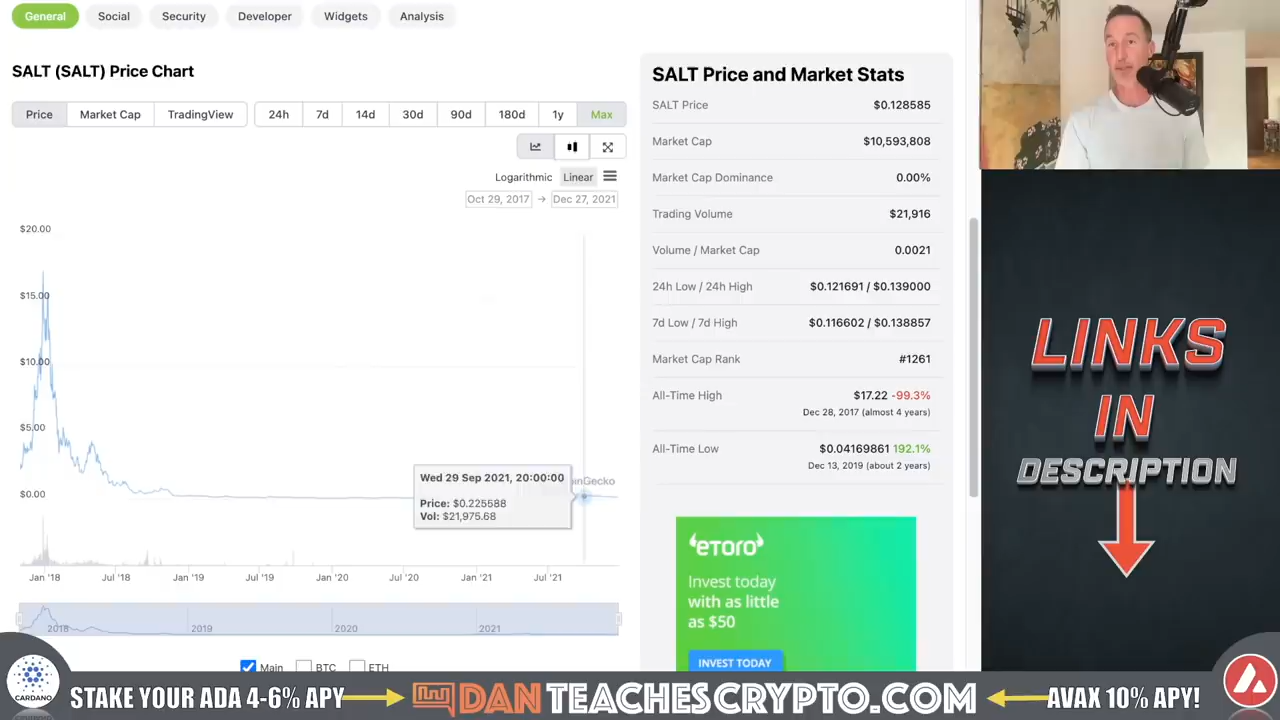 General
Social
Security
Developer
Widgets
Analysis
SALT (SALT) Price Chart
Price
Market Cap
TradingView
24h
7d
14d
30d
90d
180d
1y
Max
Logarithmic
Linear
Oct 29, 2017 → Dec 27, 2021
$20.00
$15.00
$10.00
$5.00
$0.00
Wed 29 Sep 2021, 20:00:00
Price: $0.225588
Vol: $21,975.68
inGecko
Jan '18
Jul '18
Jan '19
Jul '19
Jan '20
Jul '20
Jan '21
Jul '21
2018
2019
2020
2021
Main
BTC
ETH
SALT Price and Market Stats
SALT Price $0.128585
Market Cap $10,593,808
Market Cap Dominance 0.00%
Trading Volume $21,916
Volume / Market Cap 0.0021
24h Low / 24h High $0.121691 / $0.139000
7d Low / 7d High $0.116602 / $0.138857
Market Cap Rank #1261
All-Time High $17.22 -99.3%
Dec 28, 2017 (almost 4 years)
All-Time Low $0.04169861 192.1%
Dec 13, 2019 (about 2 years)
eToro
Invest today
with as little
as $50
INVEST TODAY
LINKS
IN
DESCRIPTION
CARDANO
STAKE YOUR ADA 4-6% APY
DANTEACHESCRYPTO.COM
AVAX 10% APY!